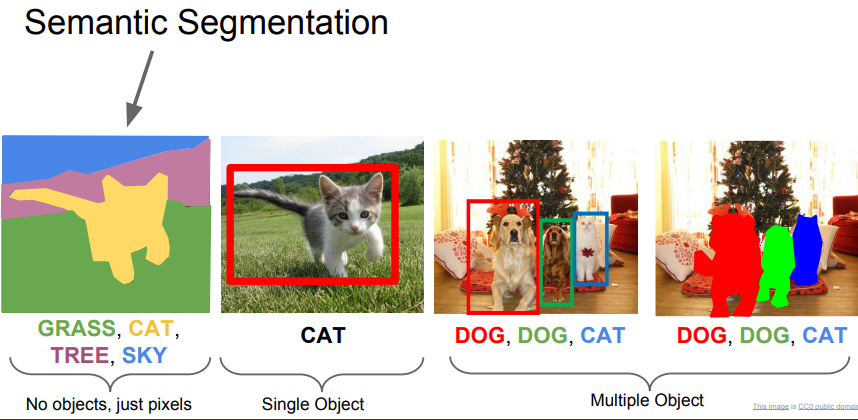 Semantic Segmentation
GRASS, CAT,
TREE, SKY
CAT
DOG, DOG, CAT
DOG, DOG, CAT
No objects, just pixels
Single Object
Multiple Object
This image is CC0 public domain